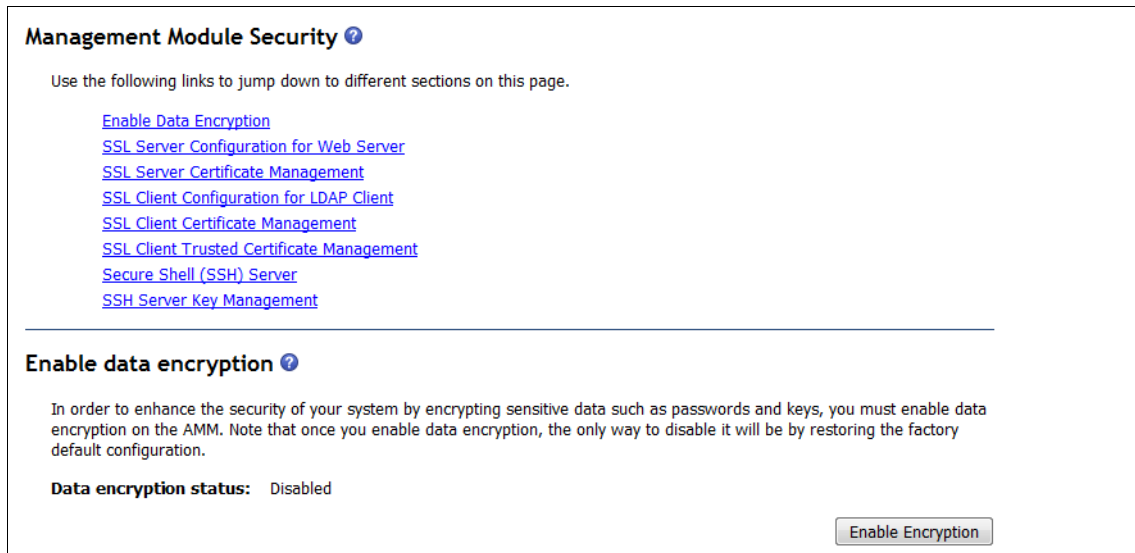 Management Module Security ?
Use the following links to jump down to different sections on this page.
Enable Data Encryption
SSL Server Configuration for Web Server
SSL Server Certificate Management
SSL Client Configuration for LDAP Client
SSL Client Certificate Management
SSL Client Trusted Certificate Management
Secure Shell (SSH) Server
SSH Server Key Management
Enable data encryption ?
In order to enhance the security of your system by encrypting sensitive data such as passwords and keys, you must enable data
encryption on the AMM. Note that once you enable data encryption, the only way to disable it will be by restoring the factory
default configuration.
Data encryption status: Disabled
Enable Encryption